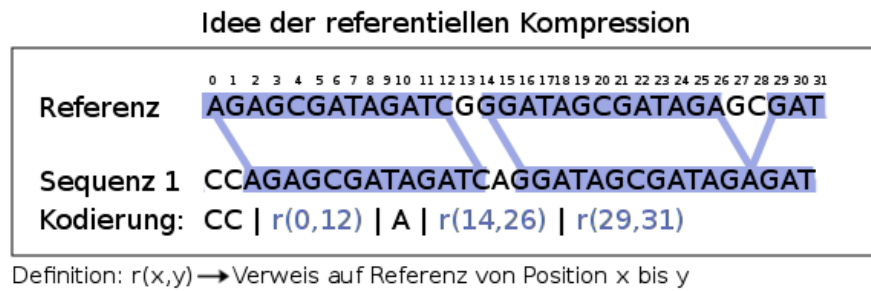 Idee der referentiellen Kompression
0 1 2 3 4 5 6 7 8 9 10 11 12 13 14 15 16 17 18 19 20 21 22 23 24 25 26 27 28 29 30 31
Referenz AGAGCGATAGATCGGGATAGCGATAGAGCGAT
Sequenz 1 CCAGAGCGATAGATCAGGATAGCGATAGAGAT
Kodierung: CC | r(0,12) | A | r(14,26) | r(29,31)
Definition: r(x,y) → Verweis auf Referenz von Position x bis y